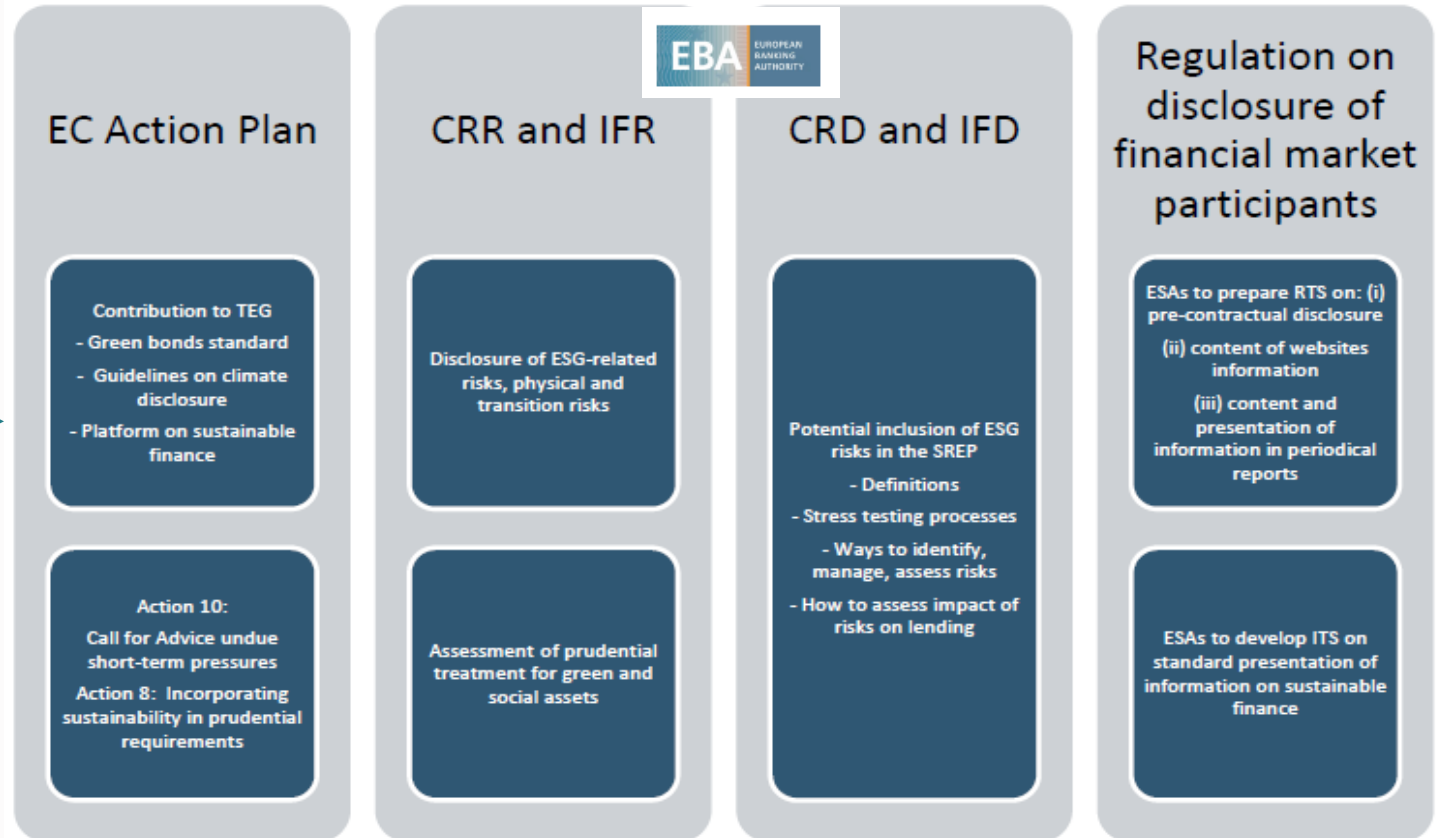 EBA
EUROPEAN
BANKING
AUTHORITY
EC Action Plan
Contribution to TEG
- Green bonds standard
- Guidelines on climate
disclosure
- Platform on sustainable
finance
Action 10:
Call for Advice undue
short-term pressures
Action 8: Incorporating
sustainability in prudential
requirements
CRR and IFR
Disclosure of ESG-related
risks, physical and
transition risks
Assessment of prudential
treatment for green and
social assets
CRD and IFD
Potential inclusion of ESG
risks in the SREP
- Definitions
- Stress testing processes
- Ways to identify,
manage, assess risks
- How to assess impact of
risks on lending
Regulation on
disclosure of
financial market
participants
ESAs to prepare RTS on: (i)
pre-contractual disclosure
(ii) content of websites
information
(iii) content and
presentation of
information in periodical
reports
ESAs to develop ITS on
standard presentation of
information on sustainable
finance